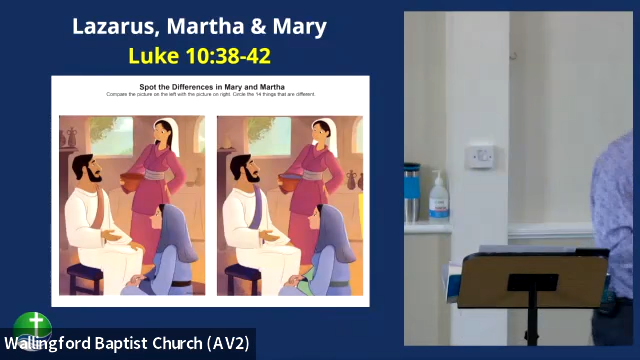 Lazarus, Martha & Mary
Luke 10:38-42
Spot the Differences in Mary and Martha
Compare the picture on the left with the picture on right. Circle the 14 things that are different.
Wallingford Baptist Church (AV2)